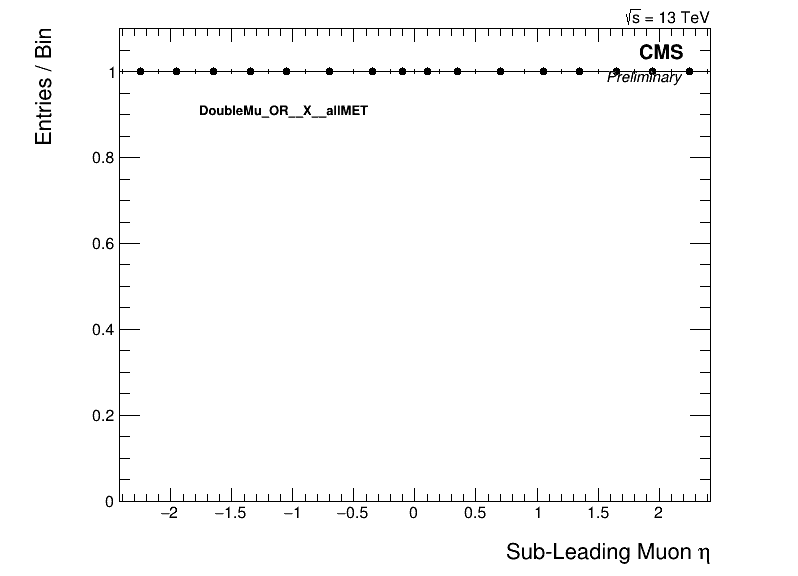 √s = 13 TeV
Entries / Bin
CMS
Preliminary
DoubleMu_OR__X__allMET
1
0.8
0.6
0.4
0.2
0
−2 −1.5 −1 −0.5 0 0.5 1 1.5 2
Sub-Leading Muon η